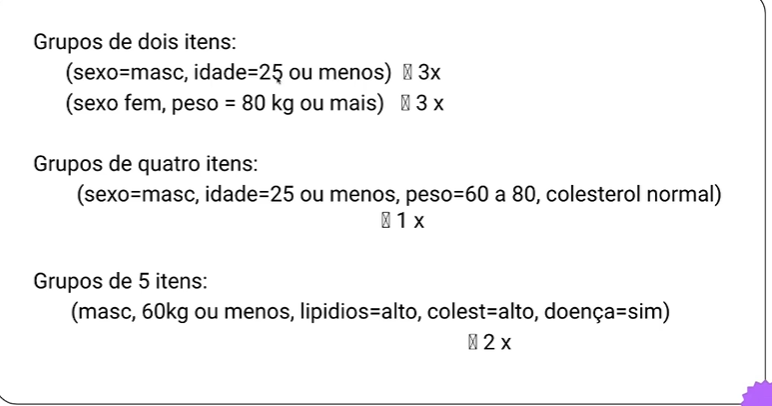 Grupos de dois itens:
(sexo=masc, idade=25 ou menos) 3x
(sexo fem, peso = 80 kg ou mais) 3 x
Grupos de quatro itens:
(sexo=masc, idade=25 ou menos, peso=60 a 80, colesterol normal)
1 x
Grupos de 5 itens:
(masc, 60kg ou menos, lipidios=alto, colest=alto, doença=sim)
2 x